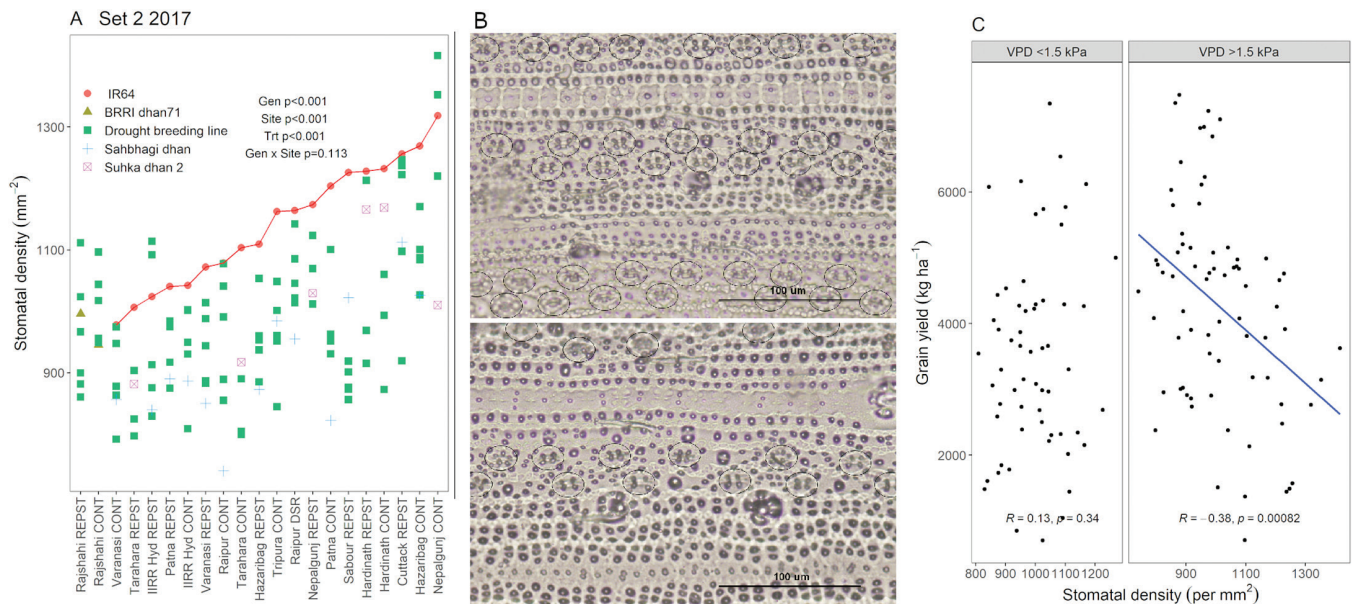 A Set 2 2017
Stomatal density (mm⁻²)
1300
1100
900
IR64
BRRI dhan71
Drought breeding line
Sahbhagi dhan
Suhka dhan 2
Gen p<0.001
Site p<0.001
Trt p<0.001
Gen x Site p=0.113
Rajshahi REPST
Rajshahi CONT
Varanasi CONT
Tarahara REPST
IIRR Hyd REPST
Patna REPST
IIRR Hyd CONT
Varanasi REPST
Raipur CONT
Tarahara CONT
Hazaribag REPST
Tripura CONT
Raipur DSR
Nepalgunj REPST
Patna CONT
Sabour REPST
Hardinath REPST
Hardinath CONT
Cuttack REPST
Hazaribag CONT
Nepalgunj CONT
B
100 um
100 um
C
VPD <1.5 kPa
VPD >1.5 kPa
Grain yield (kg ha⁻¹)
6000
4000
2000
R = 0.13, p = 0.34
R = −0.38, p = 0.00082
800 900 1000 1100 1200
900 1100 1300
Stomatal density (per mm²)